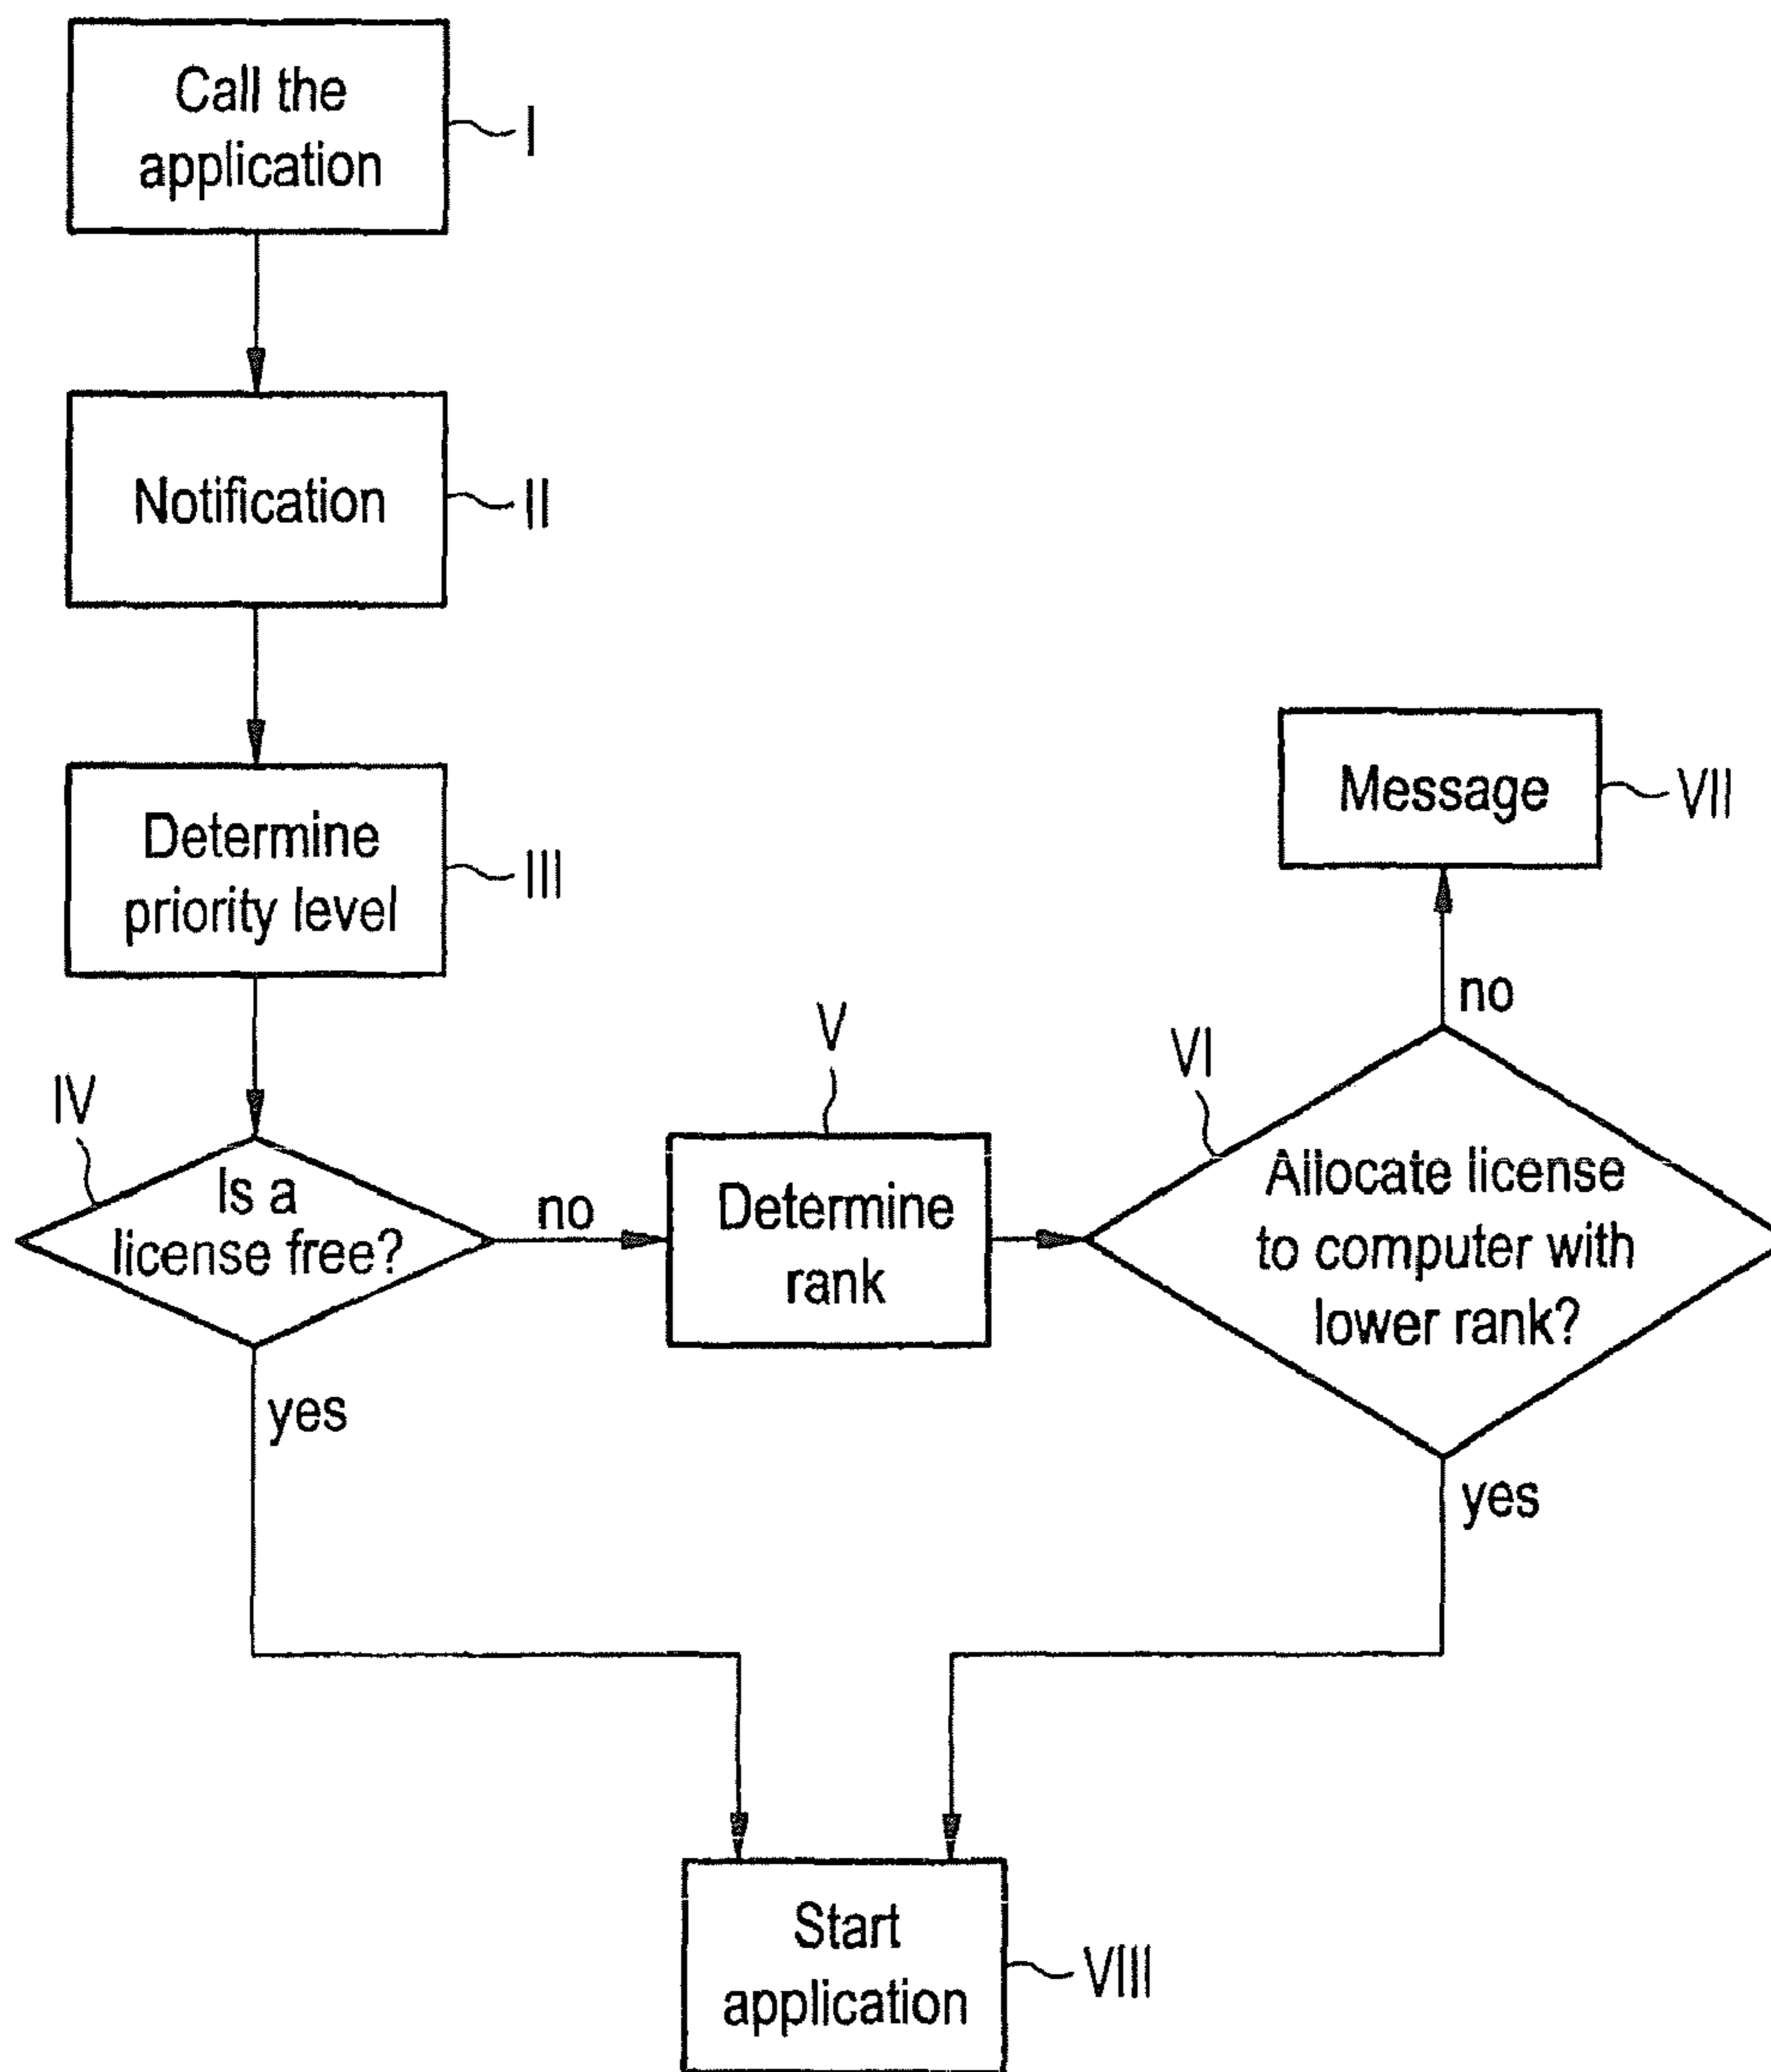 Call the
application
I
Notification
II
Determine
priority level
III
IV
Is a
license free?
no
yes
V
Determine
rank
VI
Allocate license
to computer with
lower rank?
no
yes
Message
VII
Start
application
VIII